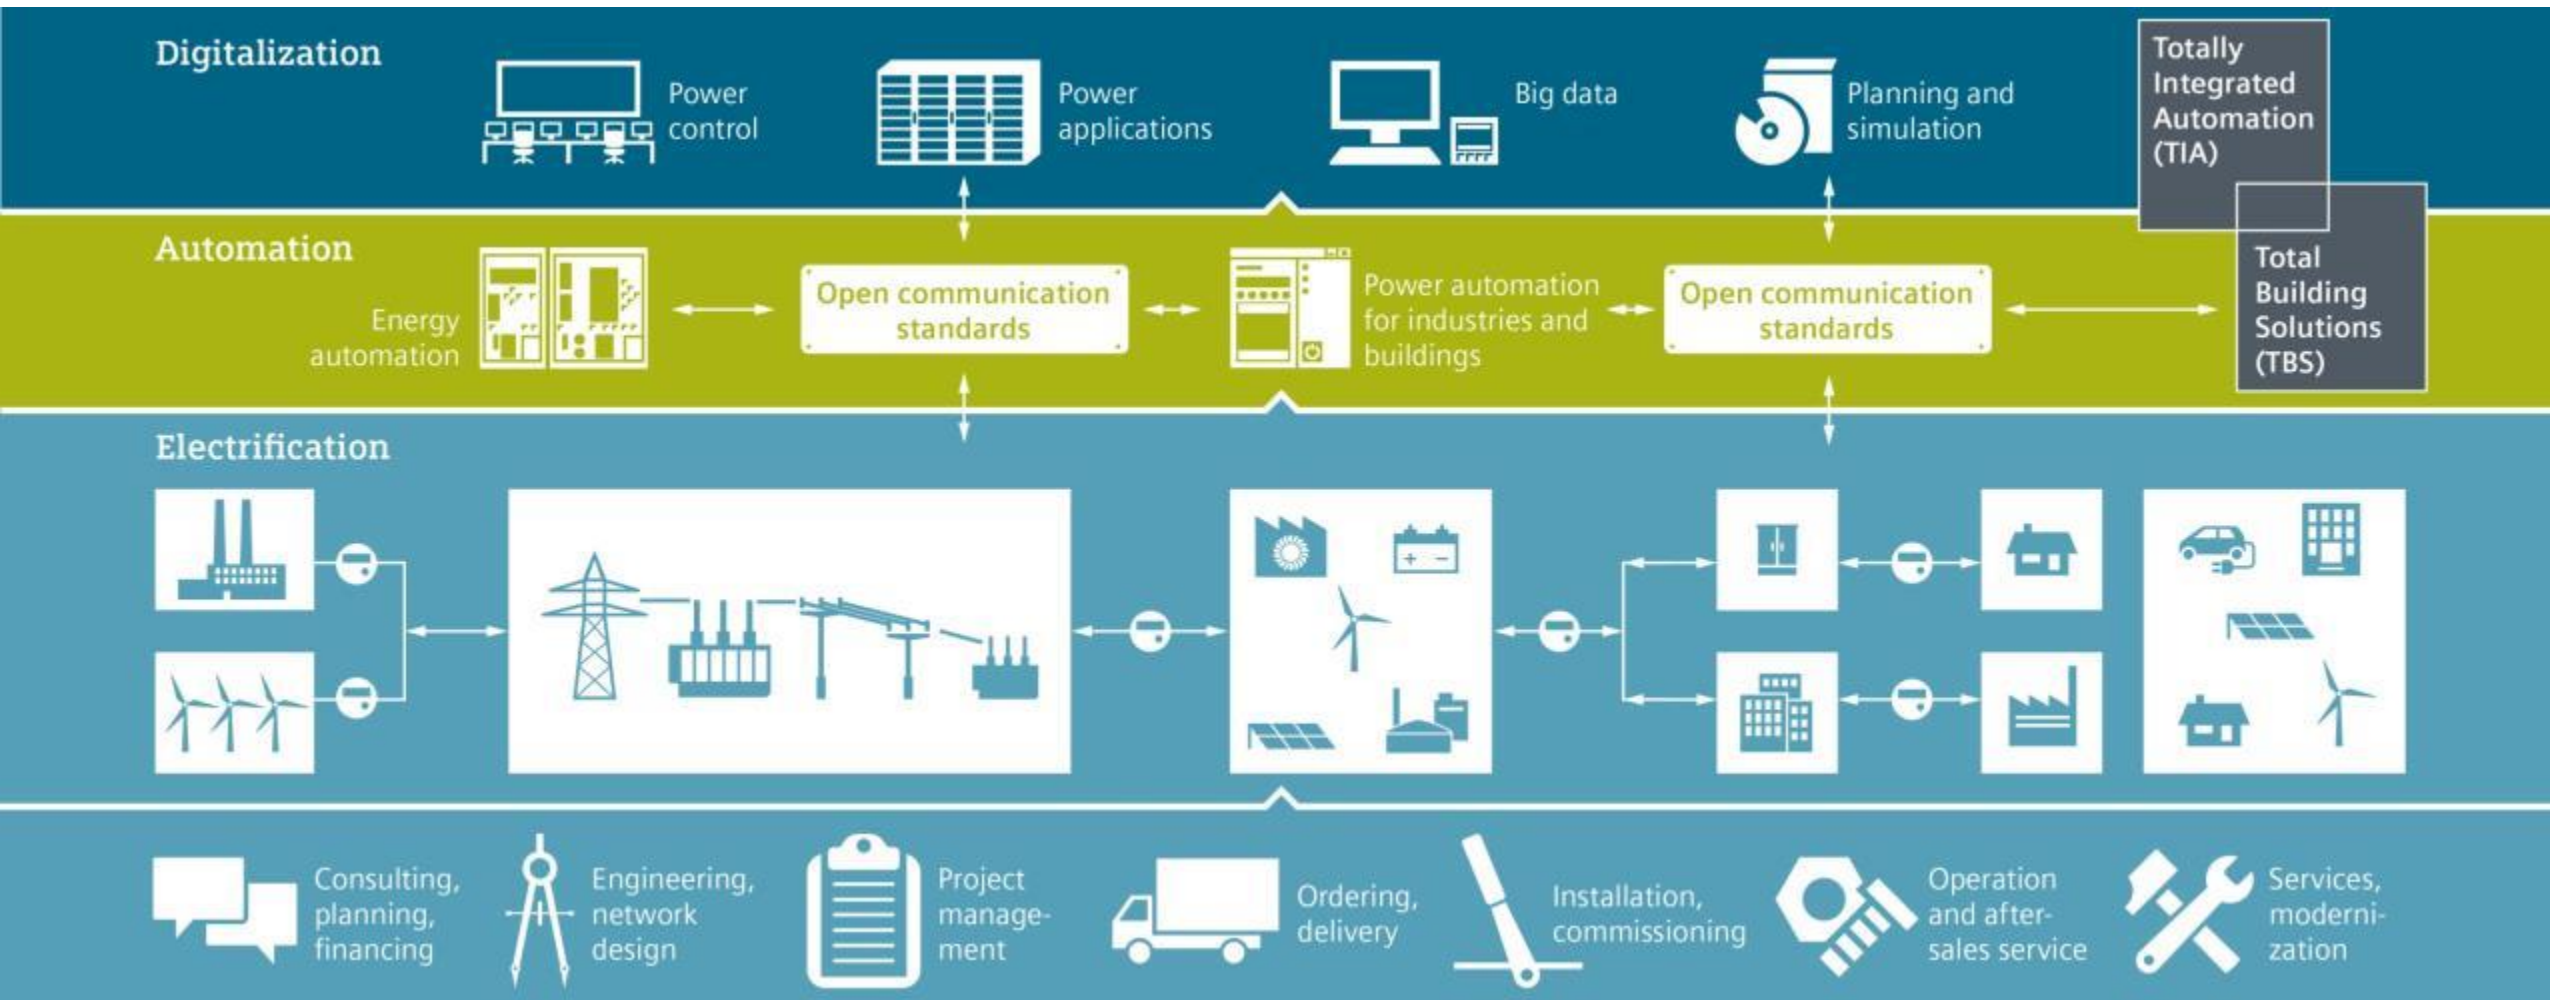 Digitalization
Power
control
Power
applications
Big data
Planning and
simulation
Totally
Integrated
Automation
(TIA)
Automation
Energy
automation
Open communication
standards
Power automation
for industries and
buildings
Open communication
standards
Total
Building
Solutions
(TBS)
Electrification
+ −
Consulting,
planning,
financing
Engineering,
network
design
Project
manage-
ment
Ordering,
delivery
Installation,
commissioning
Operation
and after-
sales service
Services,
moderni-
zation